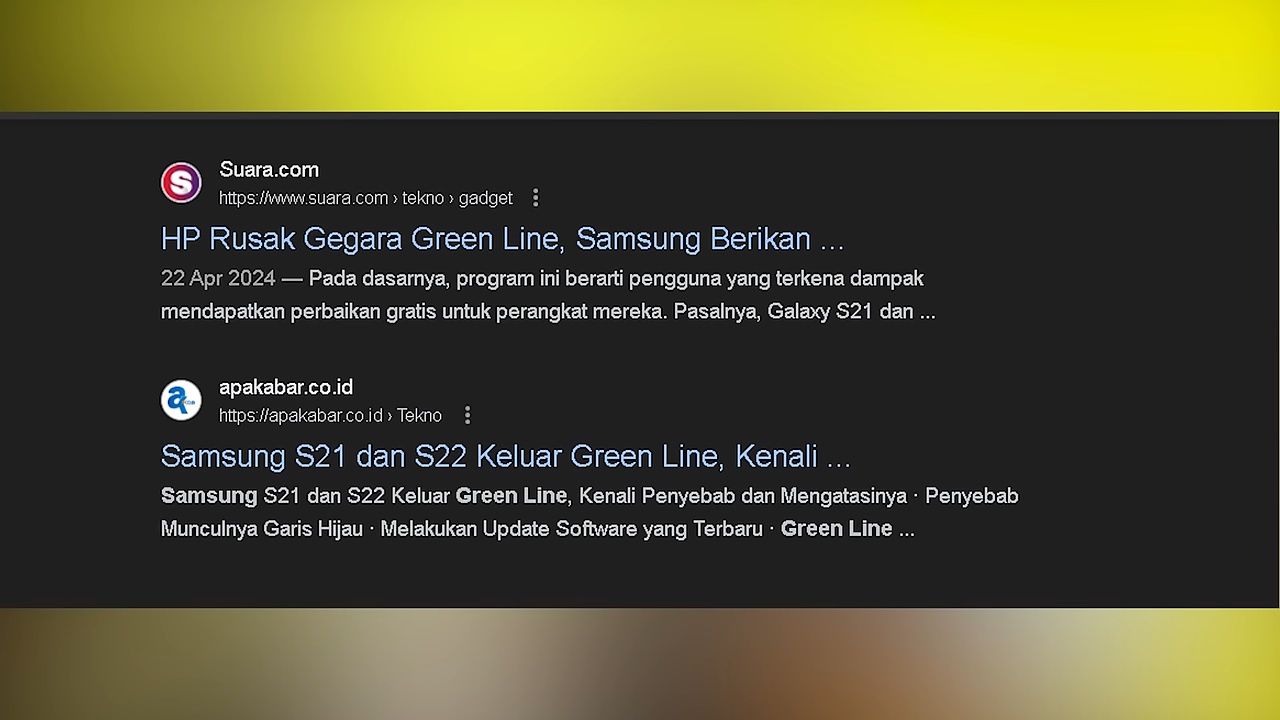 Suara.com
https://www.suara.com › tekno › gadget
HP Rusak Gegara Green Line, Samsung Berikan ...
22 Apr 2024 — Pada dasarnya, program ini berarti pengguna yang terkena dampak
mendapatkan perbaikan gratis untuk perangkat mereka. Pasalnya, Galaxy S21 dan ...
apakabar.co.id
https://apakabar.co.id › Tekno
Samsung S21 dan S22 Keluar Green Line, Kenali ...
Samsung S21 dan S22 Keluar Green Line, Kenali Penyebab dan Mengatasinya · Penyebab
Munculnya Garis Hijau · Melakukan Update Software yang Terbaru · Green Line ...